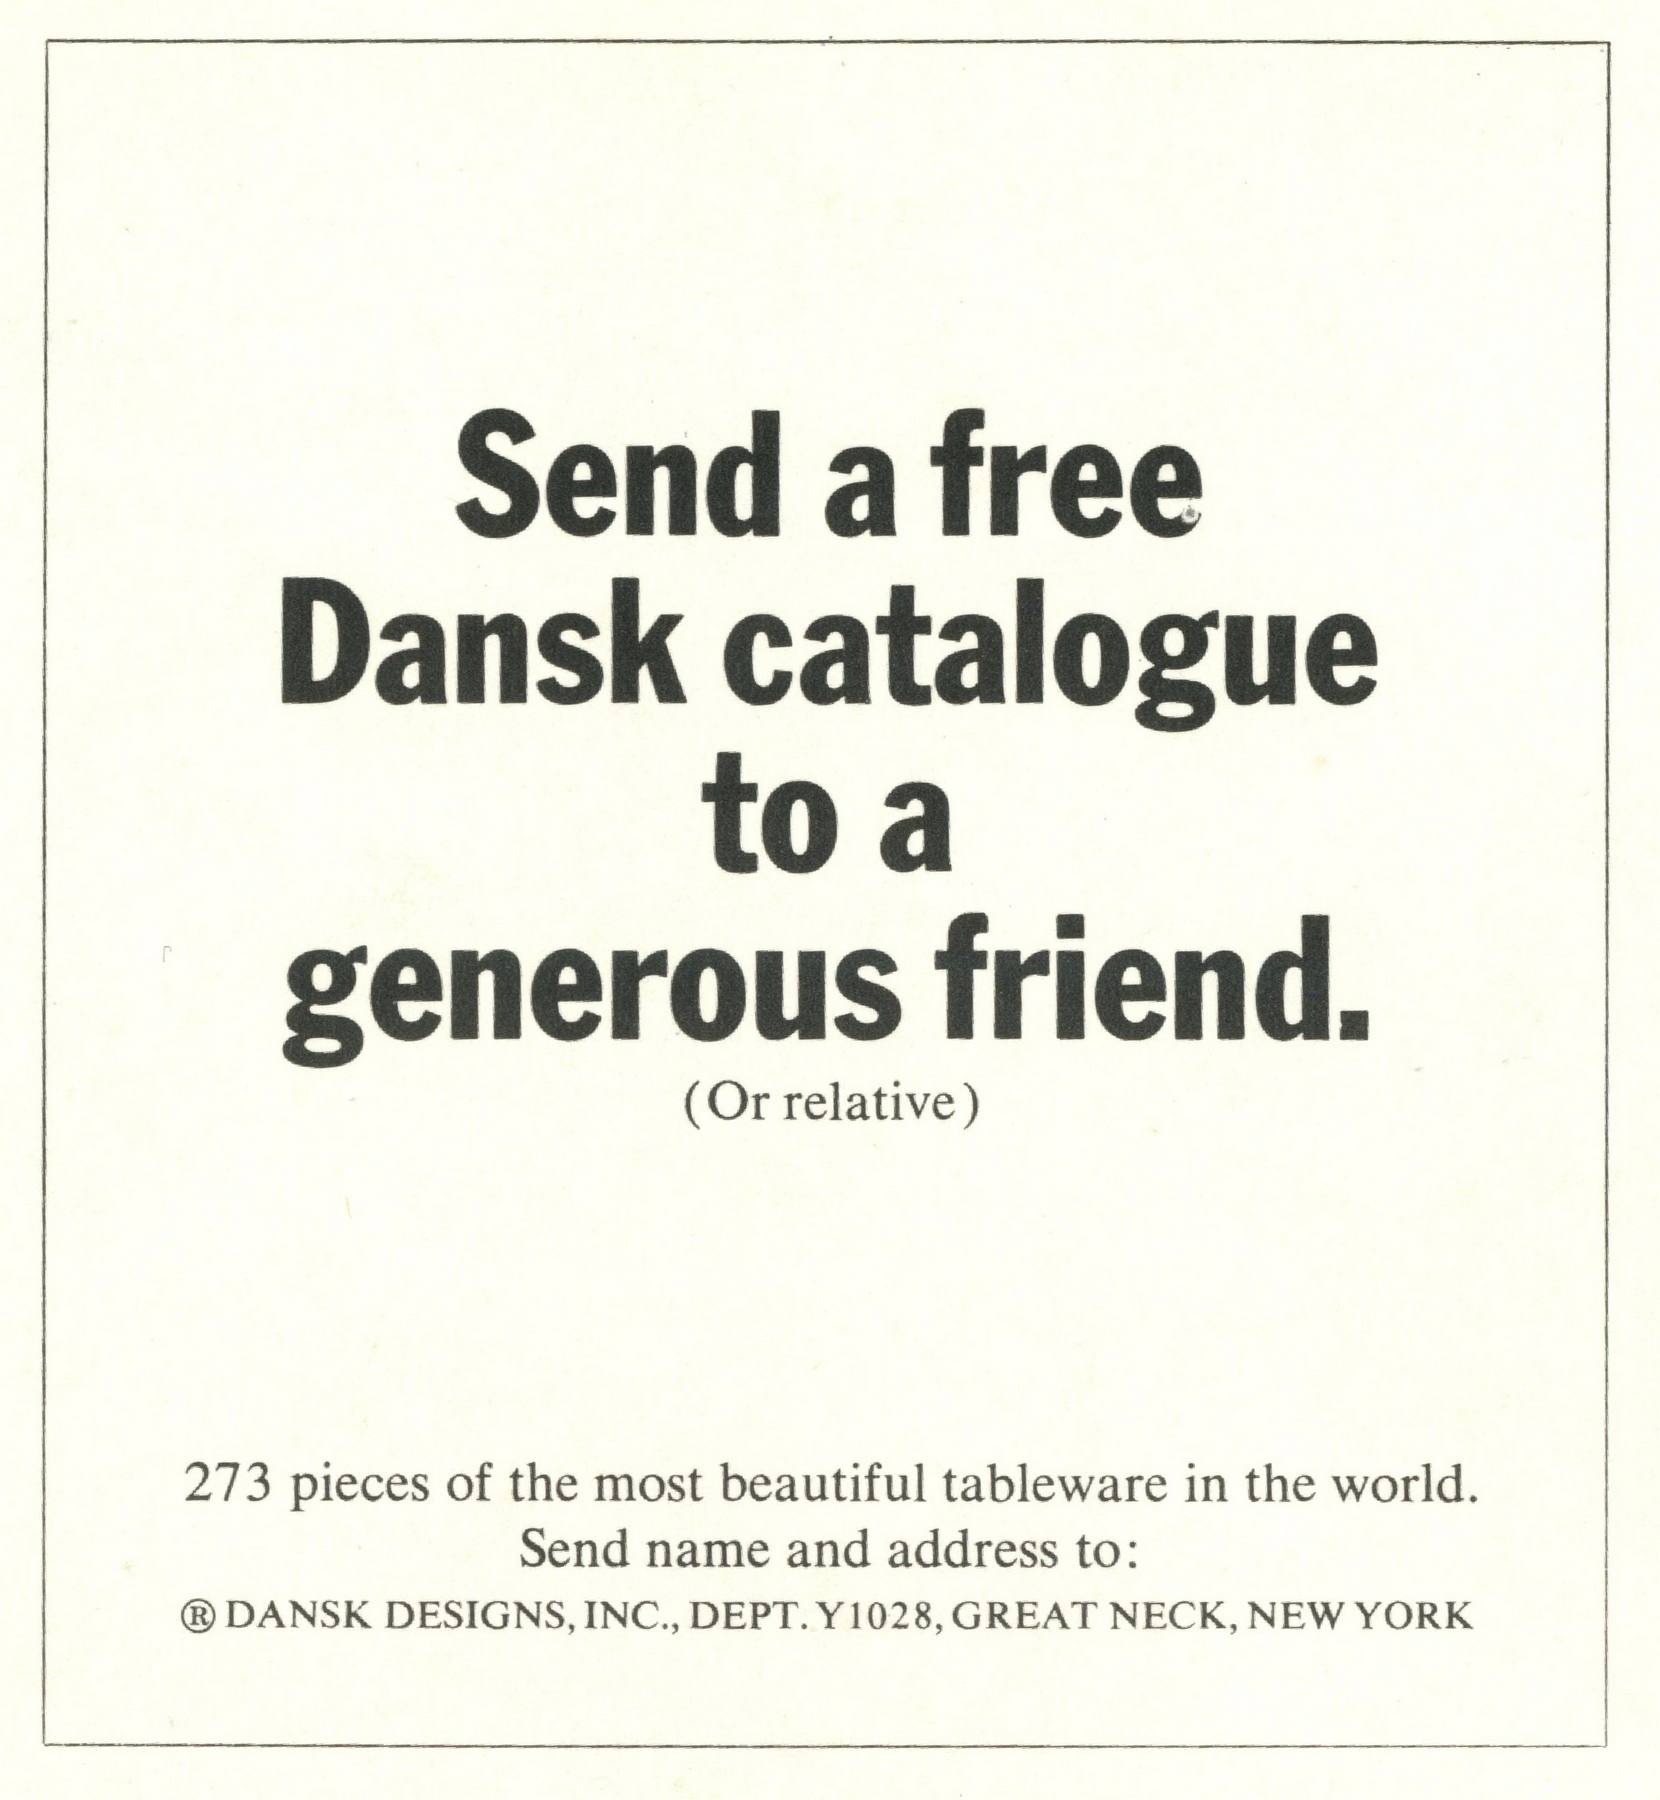 Send a free
Dansk catalogue
to a
generous friend.
(Or relative)
273 pieces of the most beautiful tableware in the world.
Send name and address to:
® DANSK DESIGNS, INC., DEPT. Y1028, GREAT NECK, NEW YORK